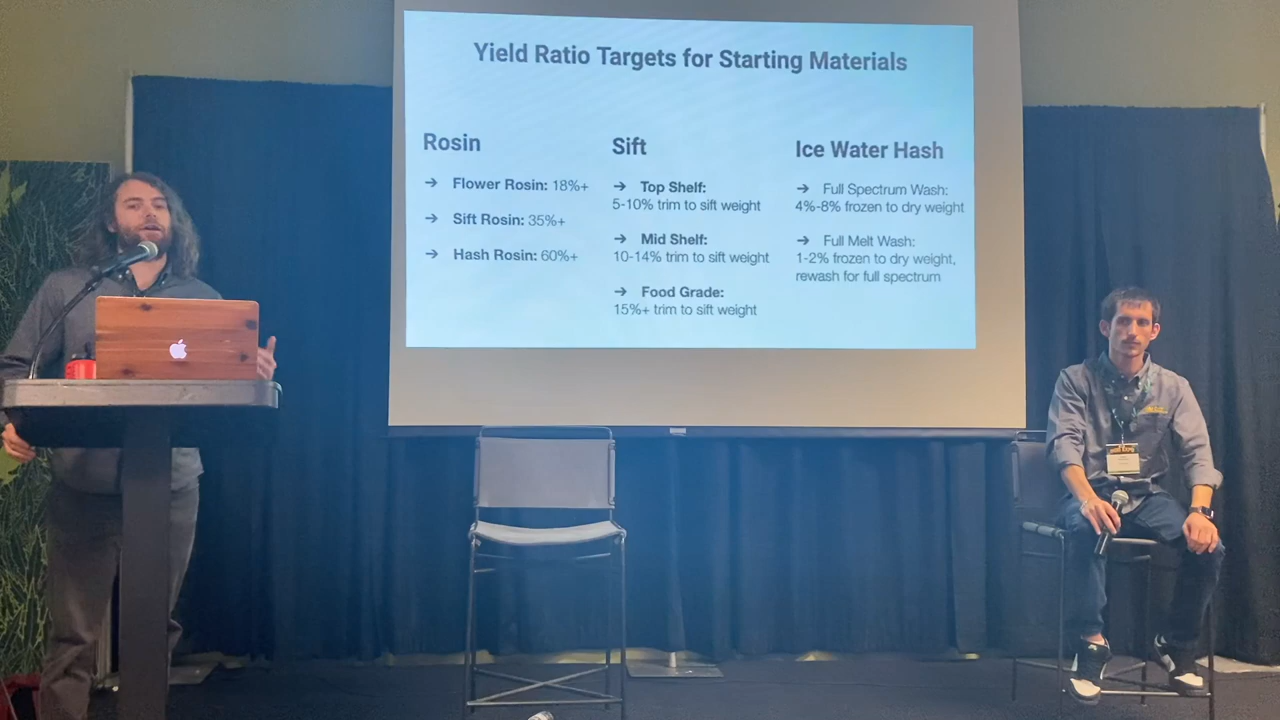 Yield Ratio Targets for Starting Materials
Rosin
→ Flower Rosin: 18%+
→ Sift Rosin: 35%+
→ Hash Rosin: 60%+
Sift
→ Top Shelf:
5-10% trim to sift weight
→ Mid Shelf:
10-14% trim to sift weight
→ Food Grade:
15%+ trim to sift weight
Ice Water Hash
→ Full Spectrum Wash:
4%-8% frozen to dry weight
→ Full Melt Wash:
1-2% frozen to dry weight,
rewash for full spectrum